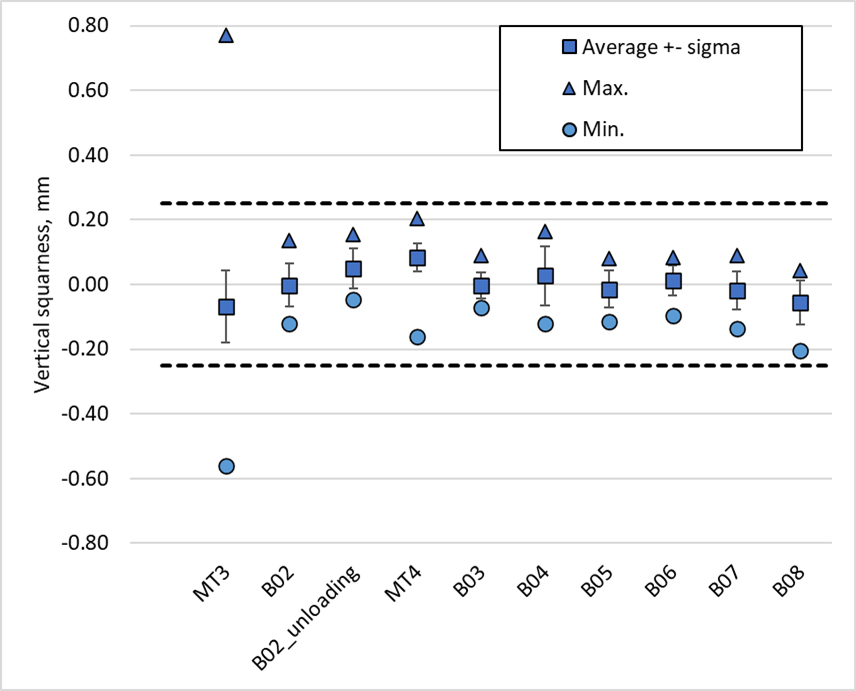 0.80
0.60
0.40
0.20
0.00
-0.20
-0.40
-0.60
-0.80
Vertical squarness, mm
Average +- sigma
Max.
Min.
MT3
B02
B02_unloading
MT4
B03
B04
B05
B06
B07
B08